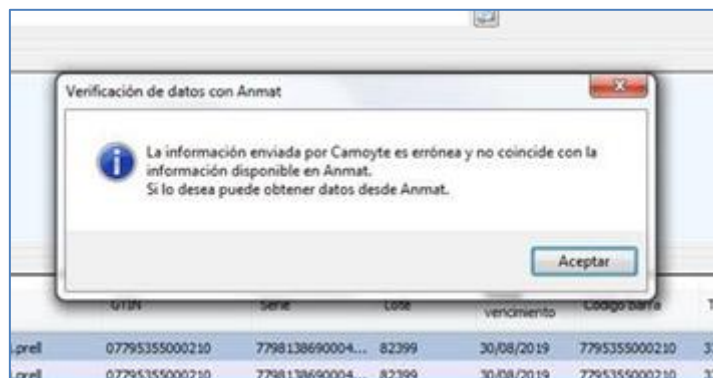 Verificación de datos con Anmat
La información enviada por Camoyte es errónea y no coincide con la
información disponible en Anmat.
Si lo desea puede obtener datos desde Anmat.
Aceptar
GTIN Serie Lote vencimiento Código barra
.prell 07795355000210 7798138690004... 82399 30/08/2019 7795355000210
.prell 07795355000210 7798138690004... 82399 30/08/2019 7795355000210